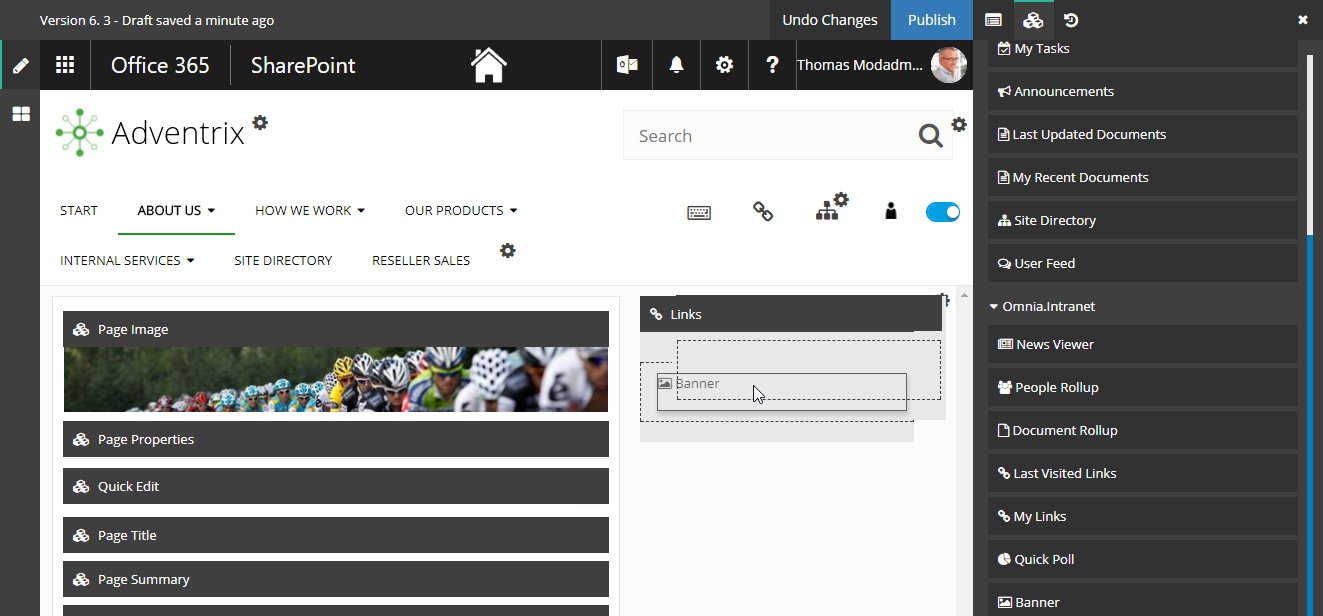 Version 6. 3 - Draft saved a minute ago
Undo Changes
Publish
Office 365
SharePoint
Thomas Modadm...
Adventrix
Search
START
ABOUT US
HOW WE WORK
OUR PRODUCTS
INTERNAL SERVICES
SITE DIRECTORY
RESELLER SALES
Page Image
Page Properties
Quick Edit
Page Title
Page Summary
Links
Banner
My Tasks
Announcements
Last Updated Documents
My Recent Documents
Site Directory
User Feed
Omnia.Intranet
News Viewer
People Rollup
Document Rollup
Last Visited Links
My Links
Quick Poll
Banner